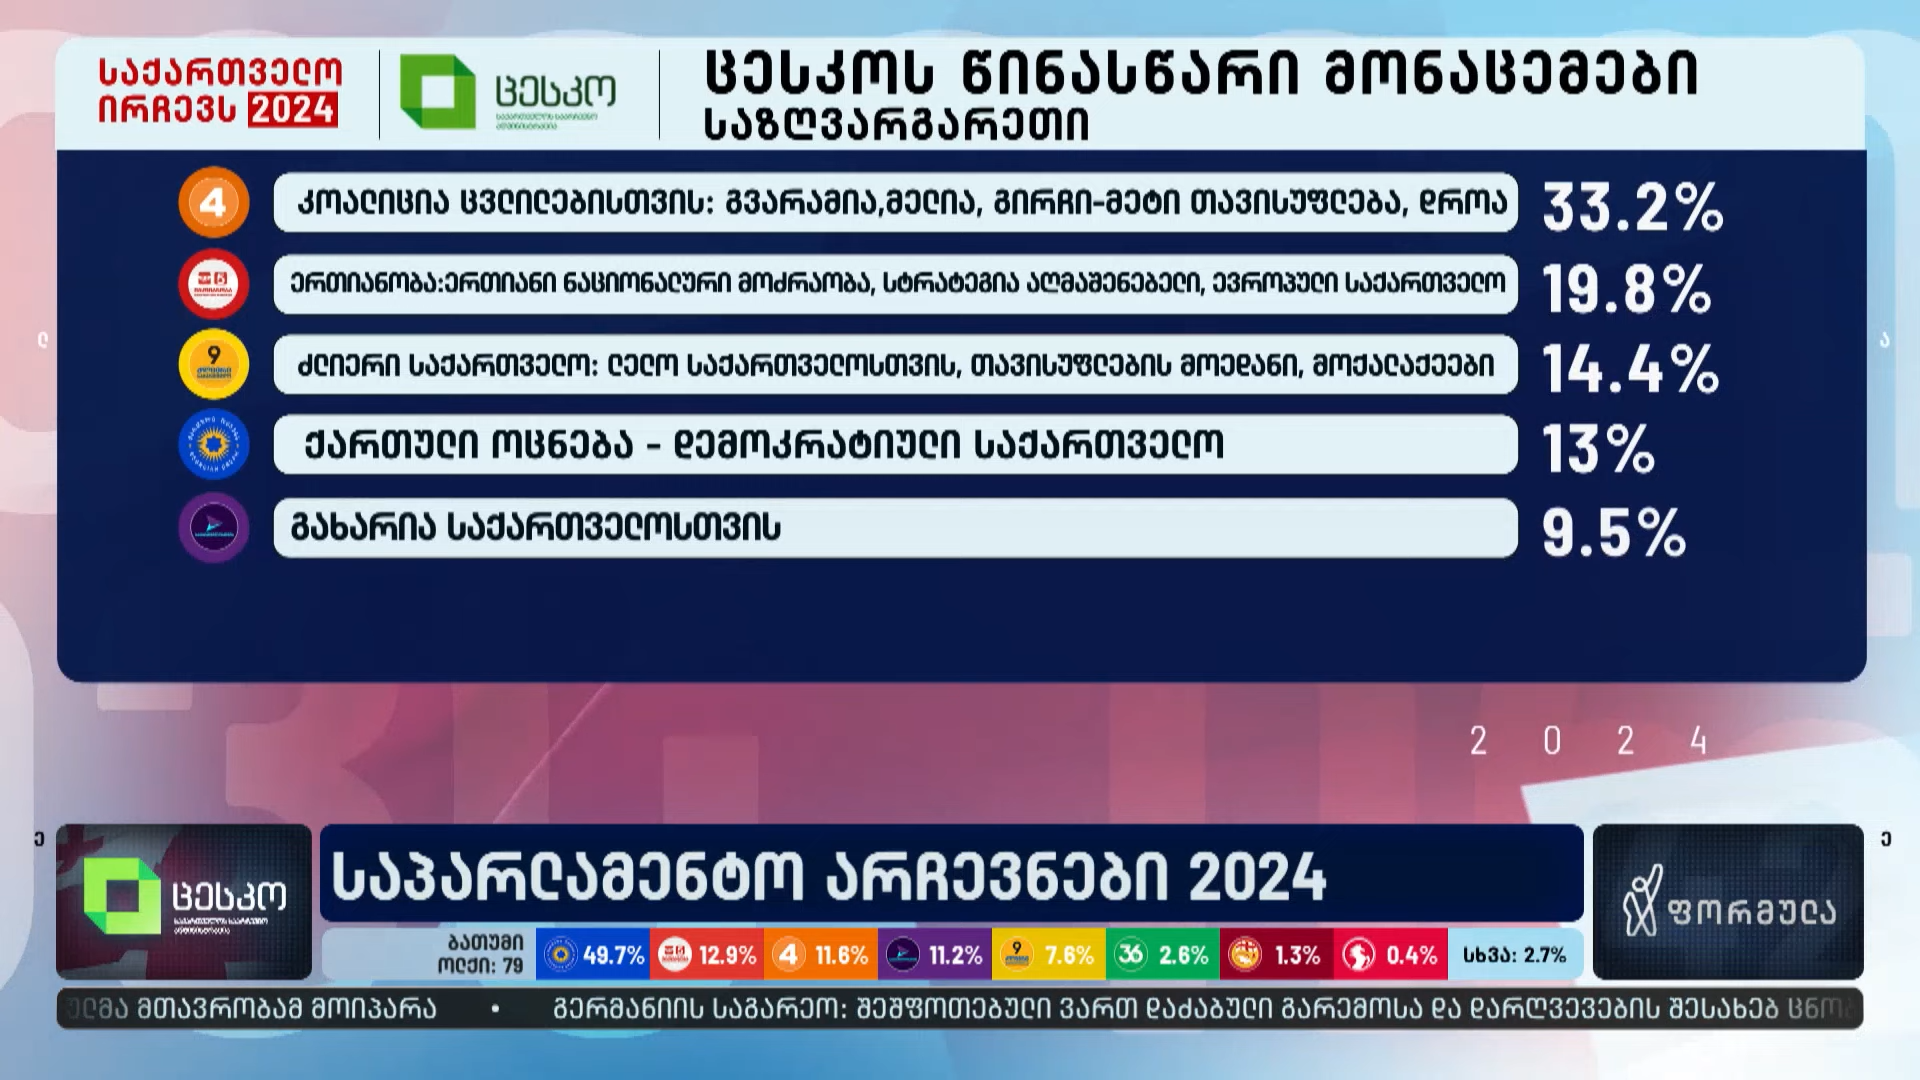 საქართველო
ირჩევს 2024
ცესკო
ცესკოს წინასწარი მონაცემები
საზღვარგარეთი
4 კოალიცია ცვლილებისთვის: გვარამია,მელია, გირჩი-მეტი თავისუფლება, დროა 33.2%
ერთიანობა:ერთიანი ნაციონალური მოძრაობა, სტრატეგია აღმაშენებელი, ევროპული საქართველო 19.8%
9 ძლიერი საქართველო: ლელო საქართველოსთვის, თავისუფლების მოედანი, მოქალაქეები 14.4%
ქართული ოცნება - დემოკრატიული საქართველო 13%
გახარია საქართველოსთვის 9.5%
2 0 2 4
ცესკო
საპარლამენტო არჩევნები 2024
ფორმულა
ბათუმი
ოლქი: 79
49.7% 12.9% 4 11.6% 11.2% 9 7.6% 36 2.6% 1.3% 0.4% სხვა: 2.7%
ულმა მთავრობამ მოიპარა • გერმანიის საგარეო: შეშფოთებული ვართ დაძაბული გარემოსა და დარღვევების შესახებ ცნო